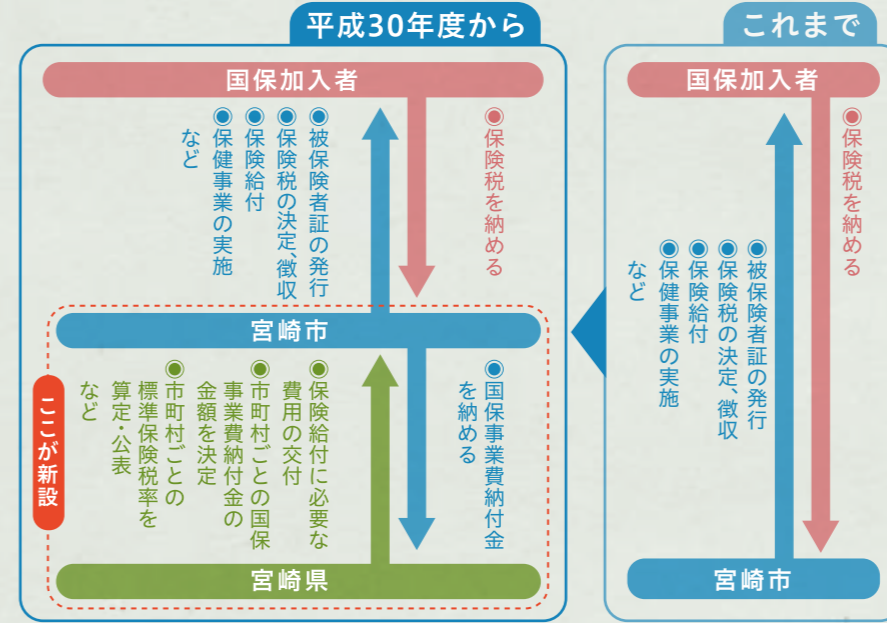 これまで
国保加入者
◉保険税を納める
◉被保険者証の発行
◉保険税の決定、徴収
◉保険給付
◉保健事業の実施
など
宮崎市
平成30年度から
国保加入者
◉保険税を納める
◉被保険者証の発行
◉保険税の決定、徴収
◉保険給付
◉保健事業の実施
など
宮崎市
◉国保事業費納付金
を納める
◉保険給付に必要な
費用の交付
◉市町村ごとの国保
事業費納付金の
金額を決定
◉市町村ごとの
標準保険税率を
算定・公表
など
ここが新設
宮崎県